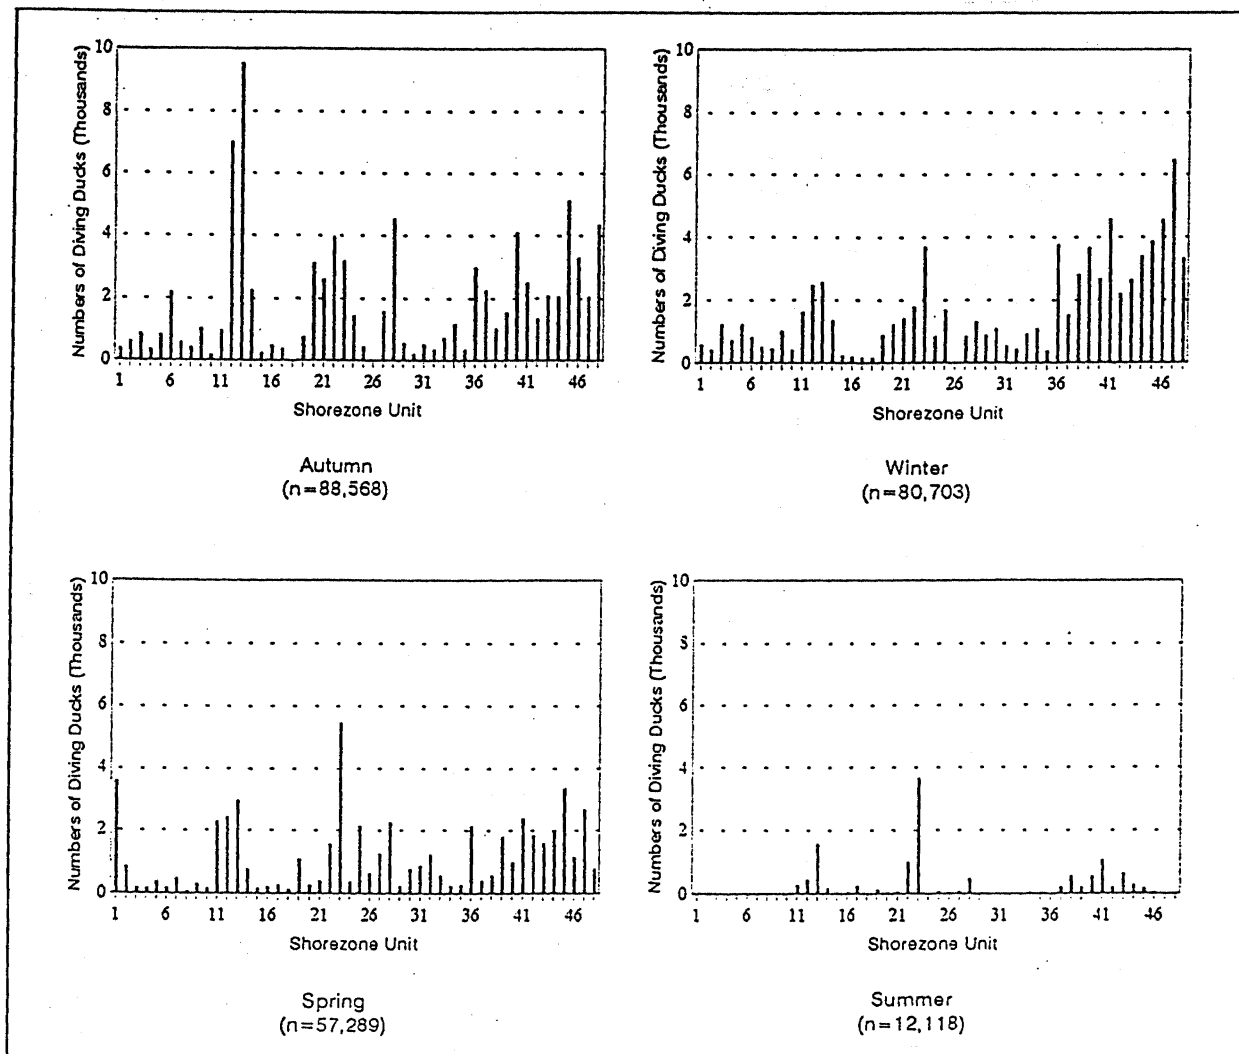 Numbers of Diving Ducks (Thousands)
10
8
6
4
2
0
1 6 11 16 21 26 31 36 41 46
Shorezone Unit
Autumn
(n=88,568)
Numbers of Diving Ducks (Thousands)
10
8
6
4
2
0
1 6 11 16 21 26 31 36 41 46
Shorezone Unit
Winter
(n=80,703)
Numbers of Diving Ducks (Thousands)
10
8
6
4
2
0
1 6 11 16 21 26 31 36 41 46
Shorezone Unit
Spring
(n=57,289)
Numbers of Diving Ducks (Thousands)
10
8
6
4
2
0
1 6 11 16 21 26 31 36 41 46
Shorezone Unit
Summer
(n=12,118)